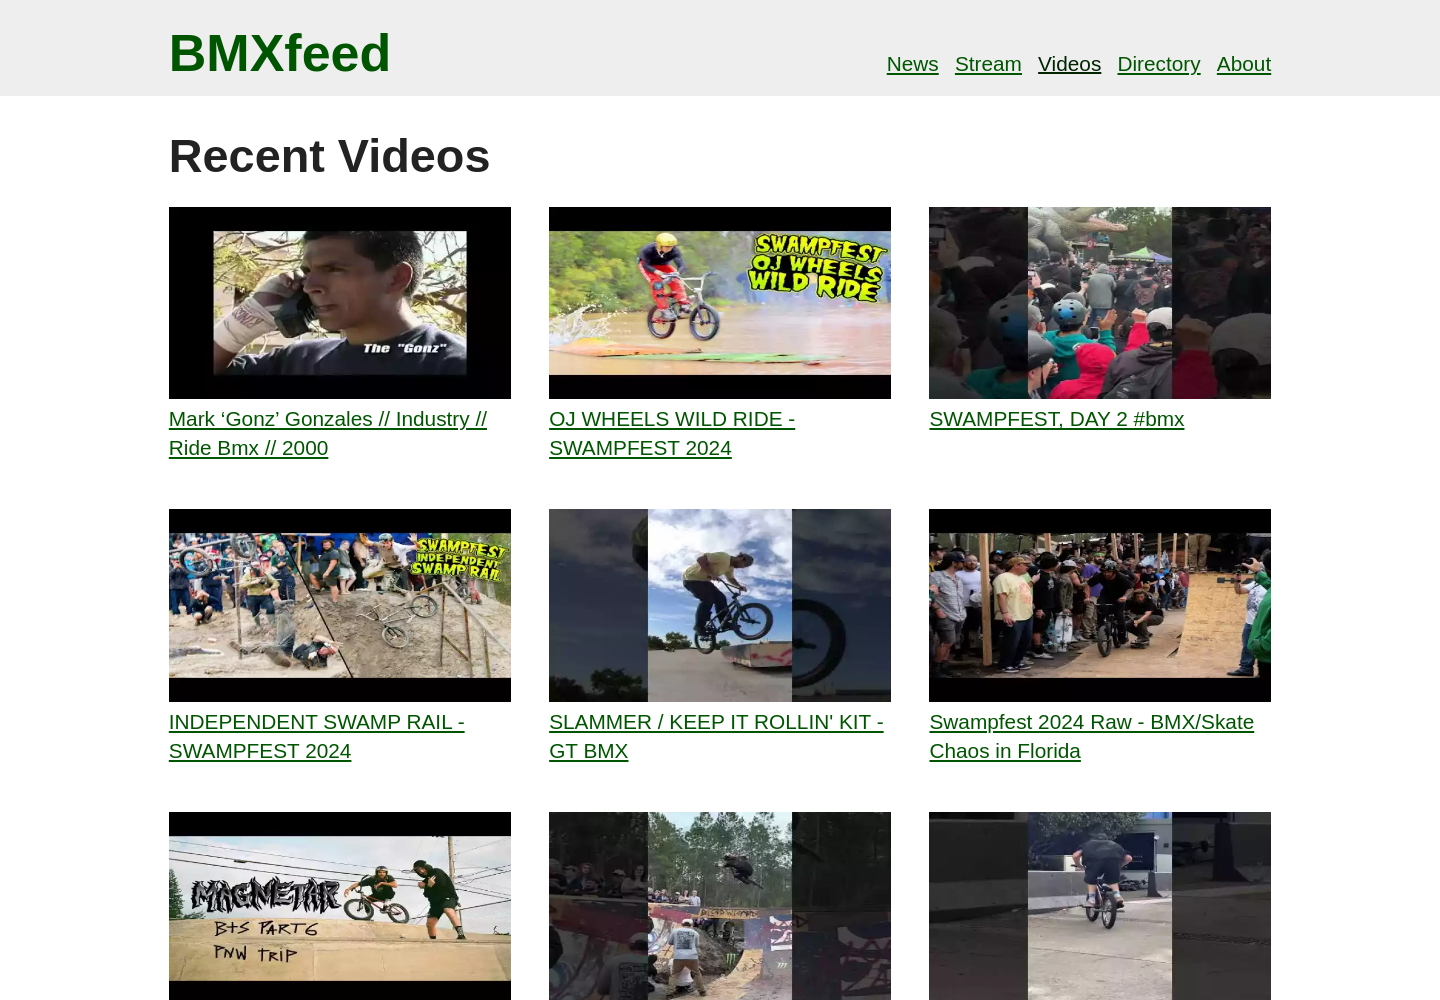 BMXfeed
News Stream Videos Directory About
Recent Videos
The "Gonz"
SWAMPFEST
OJ WHEELS
WILD RIDE
Mark ‘Gonz’ Gonzales // Industry //
Ride Bmx // 2000
OJ WHEELS WILD RIDE -
SWAMPFEST 2024
SWAMPFEST, DAY 2 #bmx
SWAMPFEST
INDEPENDENT
SWAMP RAIL
INDEPENDENT SWAMP RAIL -
SWAMPFEST 2024
SLAMMER / KEEP IT ROLLIN' KIT -
GT BMX
Swampfest 2024 Raw - BMX/Skate
Chaos in Florida
MAGNETAR
BTS PART 6
PNW TRIP